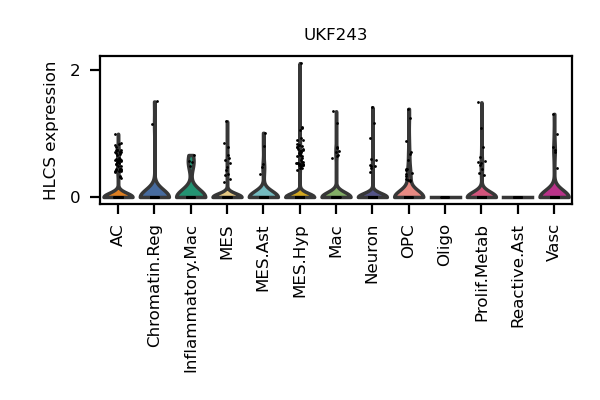 UKF243
HLCS expression
2
0
AC
Chromatin.Reg
Inflammatory.Mac
MES
MES.Ast
MES.Hyp
Mac
Neuron
OPC
Oligo
Prolif.Metab
Reactive.Ast
Vasc